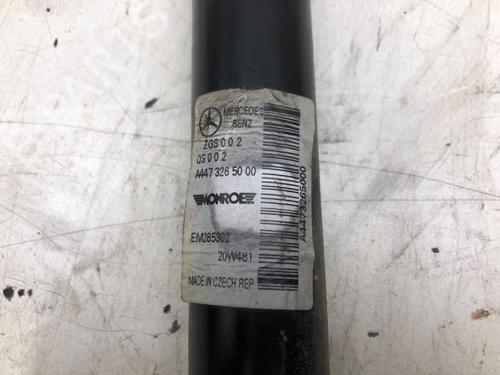 MERCEDES
BENZ
ZGS 0 0 2
QS 0 0 2
A447 326 50 00
MONROE
EM285302
20W481
MADE IN CZECH REP
A4473265000